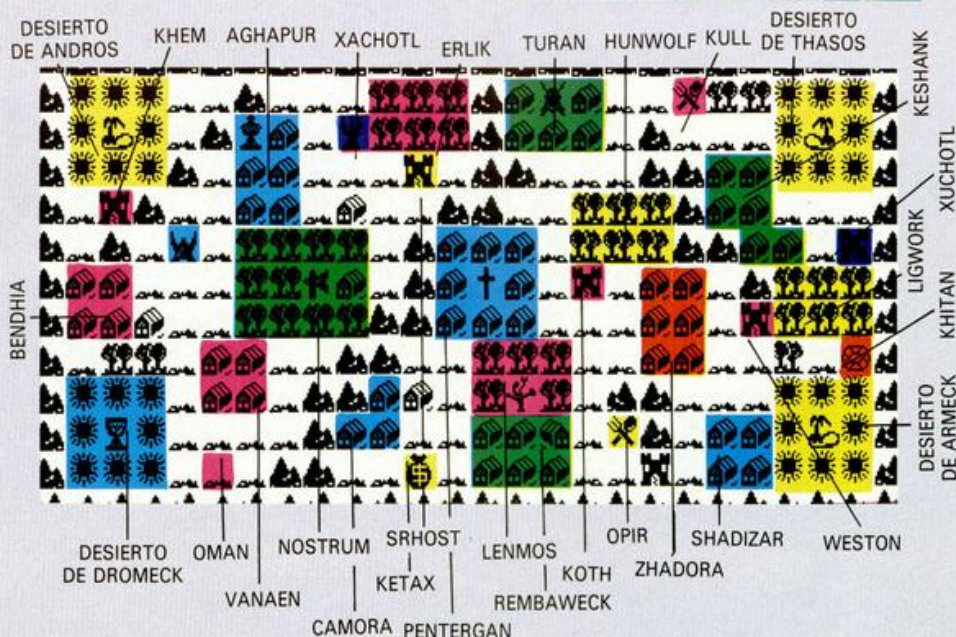 DESIERTO
DE ANDROS
KHEM
AGHAPUR
XACHOTL
ERLIK
TURAN
HUNWOLF
KULL
DESIERTO
DE THASOS
KESHANK
XUCHOTL
LIGWORK
KHITAN
DESIERTO
DE ARMECK
BENDHIA
DESIERTO
DE DROMECK
OMAN
VANAEN
NOSTRUM
CAMORA
SRHOST
KETAX
PENTERGAN
LENMOS
REMBAWECK
KOTH
OPIR
ZHADORA
SHADIZAR
WESTON